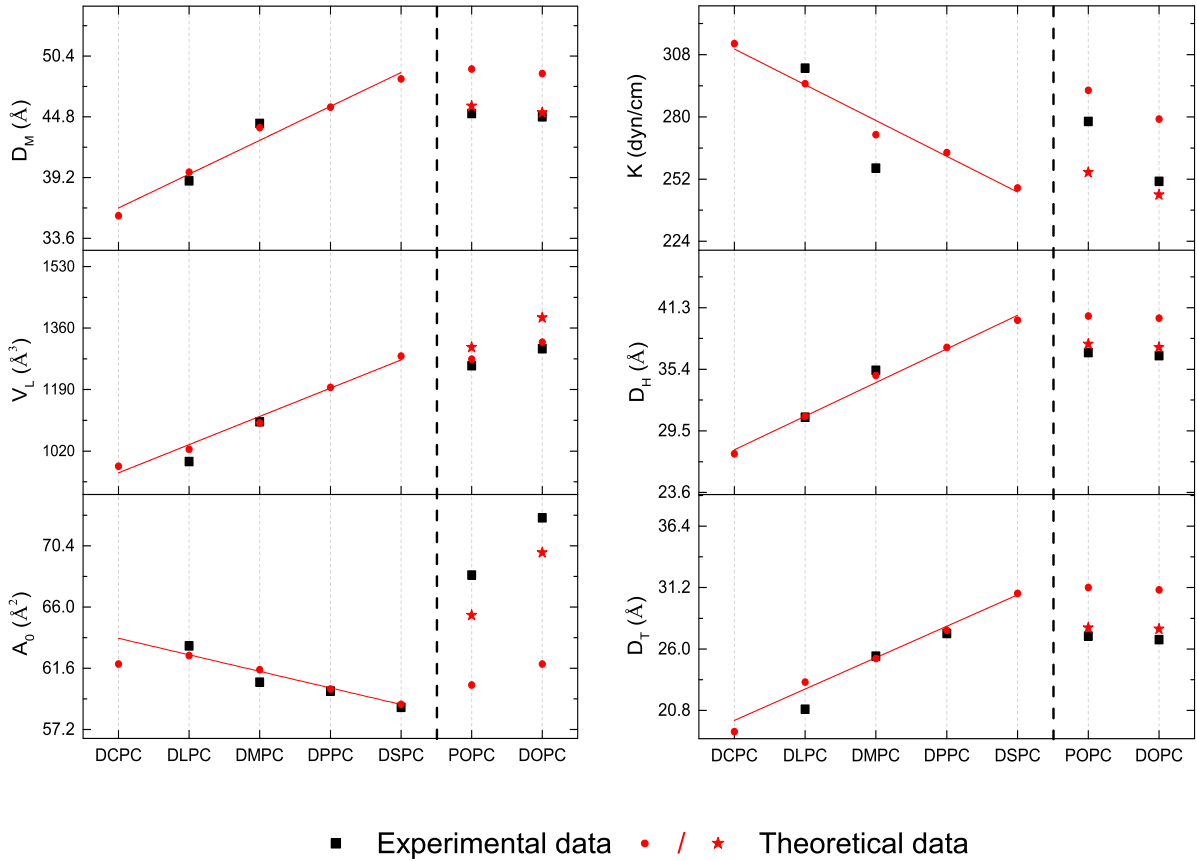 D_M (Å)
50.4
44.8
39.2
33.6
V_L (Å³)
1530
1360
1190
1020
A_0 (Å²)
70.4
66.0
61.6
57.2
DCPC DLPC DMPC DPPC DSPC POPC DOPC
K (dyn/cm)
308
280
252
224
D_H (Å)
41.3
35.4
29.5
23.6
D_T (Å)
36.4
31.2
26.0
20.8
DCPC DLPC DMPC DPPC DSPC POPC DOPC
Experimental data / Theoretical data